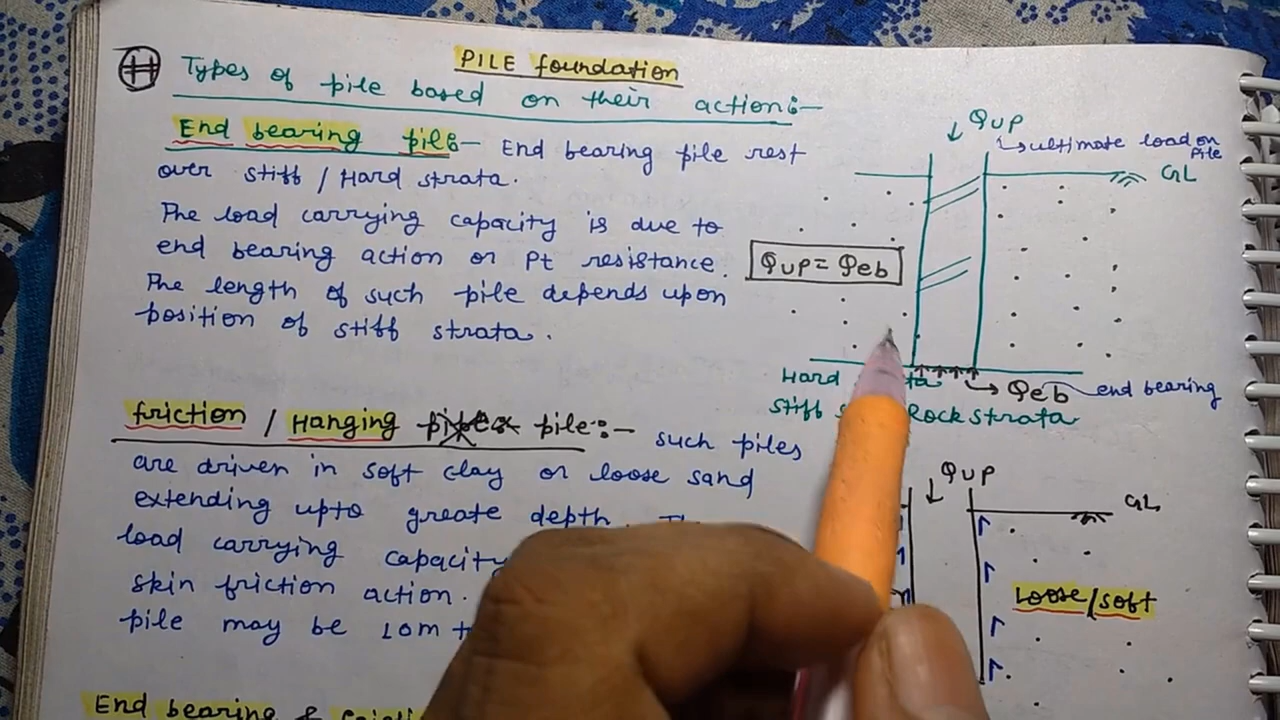 PILE foundation
H Types of pile based on their action:-
End bearing pile:- End bearing pile rest
over stiff / Hard strata.
The load carrying capacity is due to
end bearing action or Pt resistance.
The length of such pile depends upon
position of stiff strata.
friction / Hanging pile:- such piles
are driven in soft clay or loose sand
extending upto greate depth.
load carrying capacity
skin friction action.
pile may be 10m
End bearing &
QUP
ultimate load on
Pile
GL
QUP = Qeb
Hard
Qeb end bearing
Stiff Rock strata
QUP
GL
Loose/soft